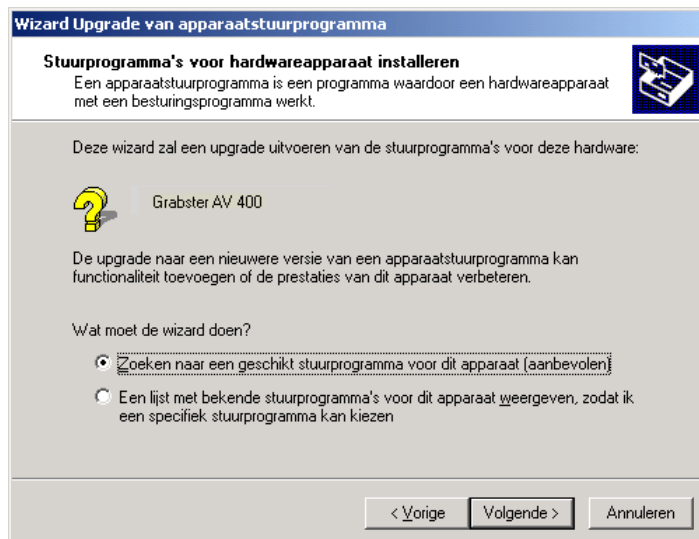 Wizard Upgrade van apparaatstuurprogramma
Stuurprogramma's voor hardwareapparaat installeren
Een apparaatstuurprogramma is een programma waardoor een hardwareapparaat
met een besturingsprogramma werkt.
Deze wizard zal een upgrade uitvoeren van de stuurprogramma's voor deze hardware:
Grabster AV 400
De upgrade naar een nieuwere versie van een apparaatstuurprogramma kan
functionaliteit toevoegen of de prestaties van dit apparaat verbeteren.
Wat moet de wizard doen?
Zoeken naar een geschikt stuurprogramma voor dit apparaat (aanbevolen)
Een lijst met bekende stuurprogramma's voor dit apparaat weergeven, zodat ik
een specifiek stuurprogramma kan kiezen
< Vorige
Volgende >
Annuleren